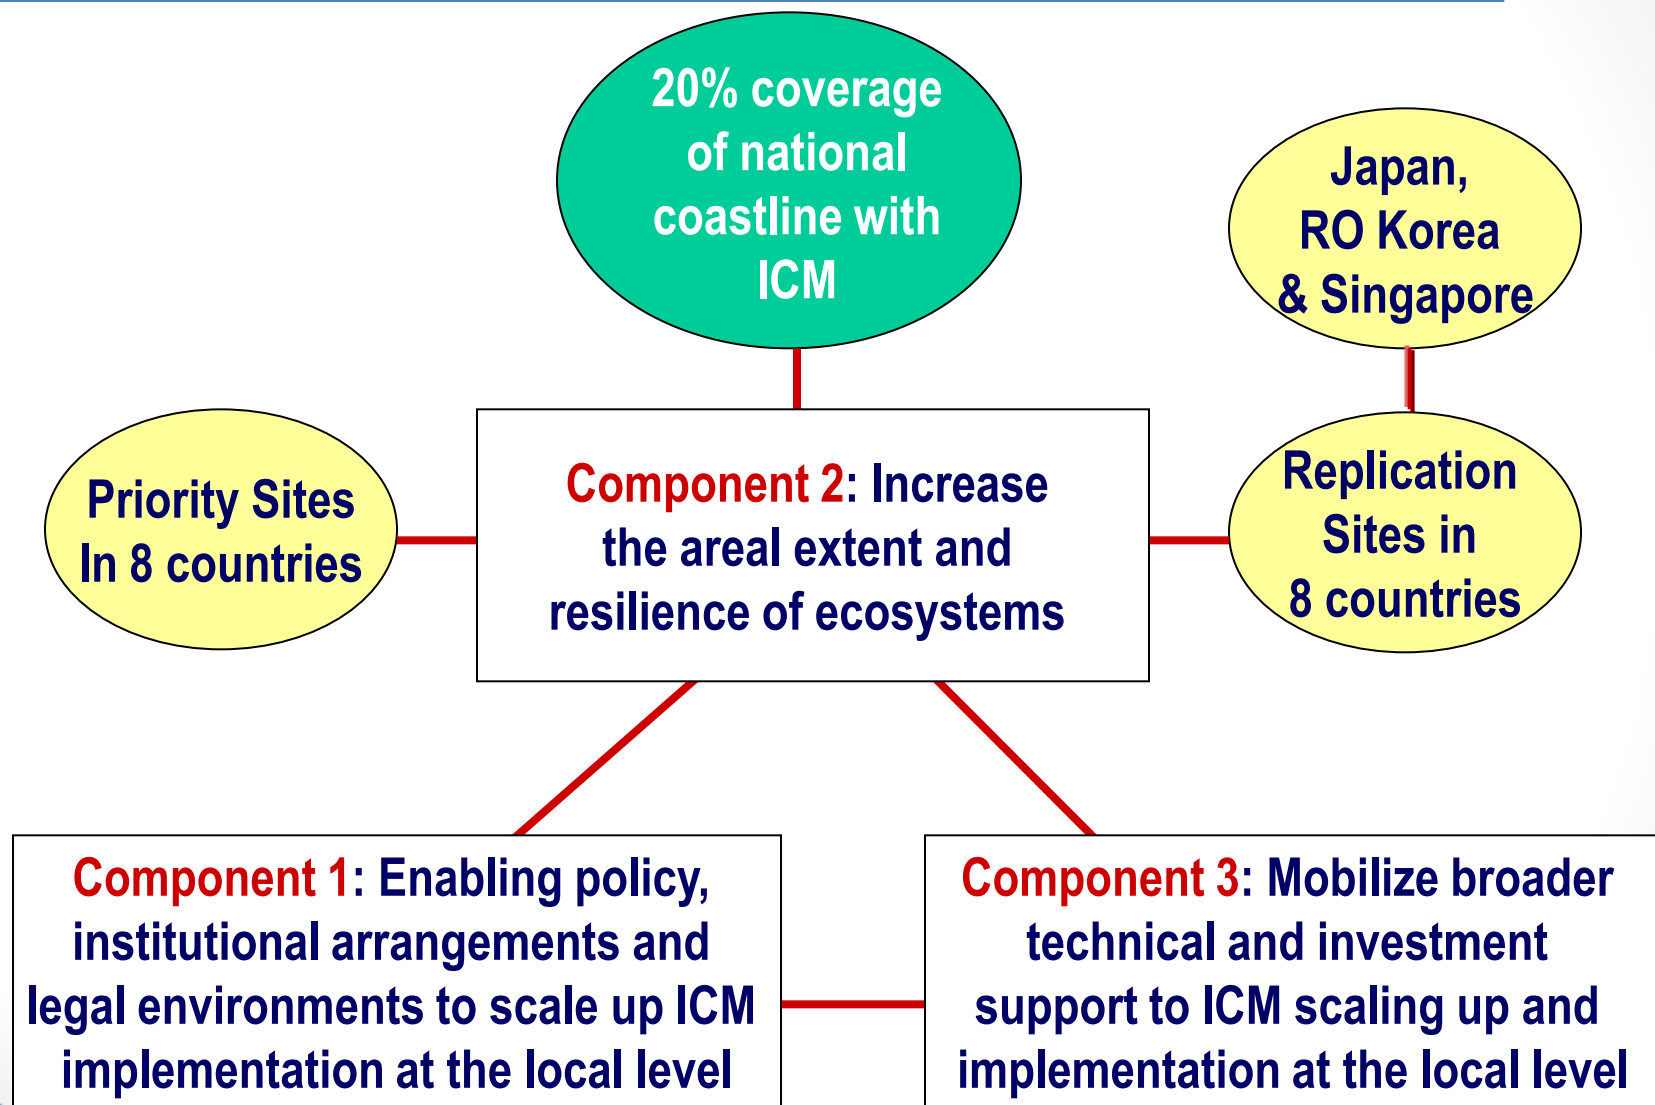 20% coverage
of national
coastline with
ICM
Japan,
RO Korea
& Singapore
Priority Sites
In 8 countries
Component 2: Increase
the areal extent and
resilience of ecosystems
Replication
Sites in
8 countries
Component 1: Enabling policy,
institutional arrangements and
legal environments to scale up ICM
implementation at the local level
Component 3: Mobilize broader
technical and investment
support to ICM scaling up and
implementation at the local level